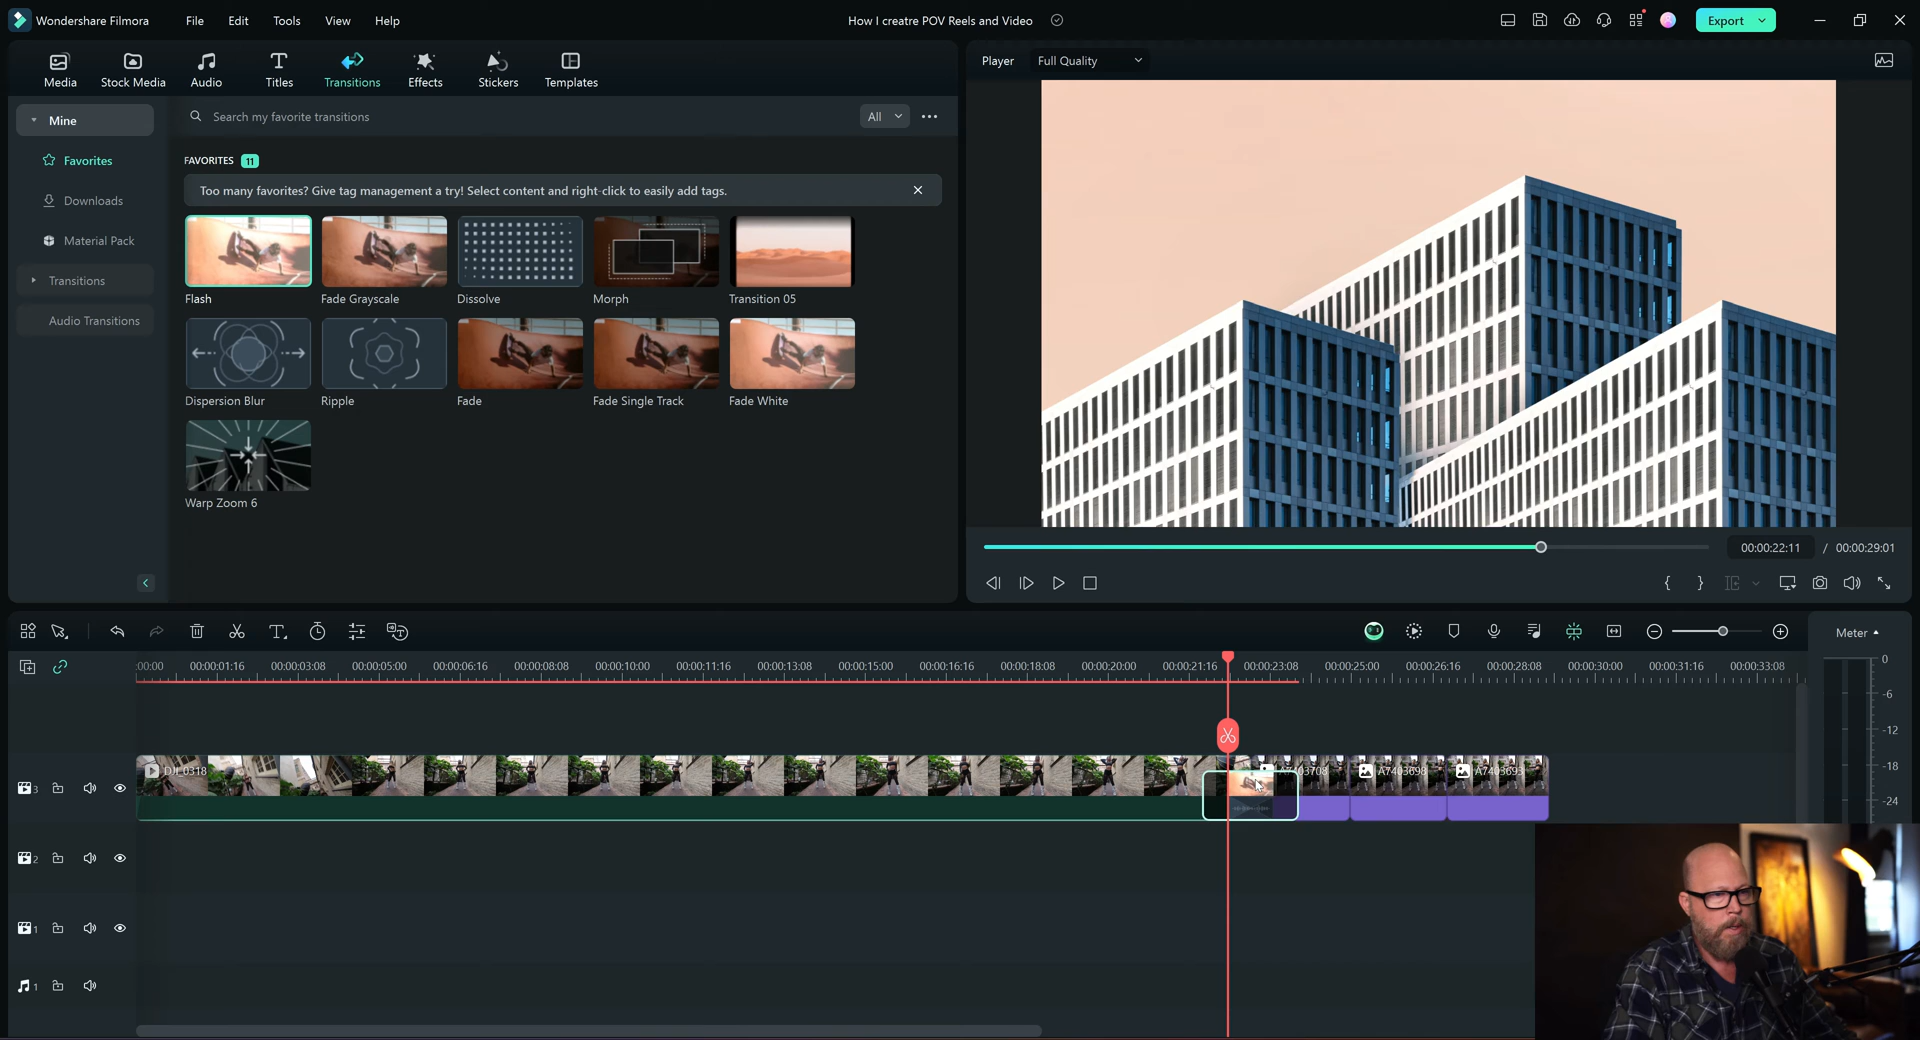 Wondershare Filmora
File Edit Tools View Help
How I creatre POV Reels and Video
Export
Media
Stock Media
Audio
Titles
Transitions
Effects
Stickers
Templates
Player
Full Quality
Mine
Search my favorite transitions
All
Favorites
Downloads
Material Pack
Transitions
Audio Transitions
FAVORITES 11
Too many favorites? Give tag management a try! Select content and right-click to easily add tags.
Flash
Fade Grayscale
Dissolve
Morph
Transition 05
Dispersion Blur
Ripple
Fade
Fade Single Track
Fade White
Warp Zoom 6
00:00:22:11 / 00:00:29:01
Meter
:00:00 00:00:01:16 00:00:03:08 00:00:05:00 00:00:06:16 00:00:08:08 00:00:10:00 00:00:11:16 00:00:13:08 00:00:15:00 00:00:16:16 00:00:18:08 00:00:20:00 00:00:21:16 00:00:23:08 00:00:25:00 00:00:26:16 00:00:28:08 00:00:30:00 00:00:31:16 00:00:33:08
0
-6
-12
-18
-24
DJI_0318
A7403708
A7403698
A7403693
3
2
1
1